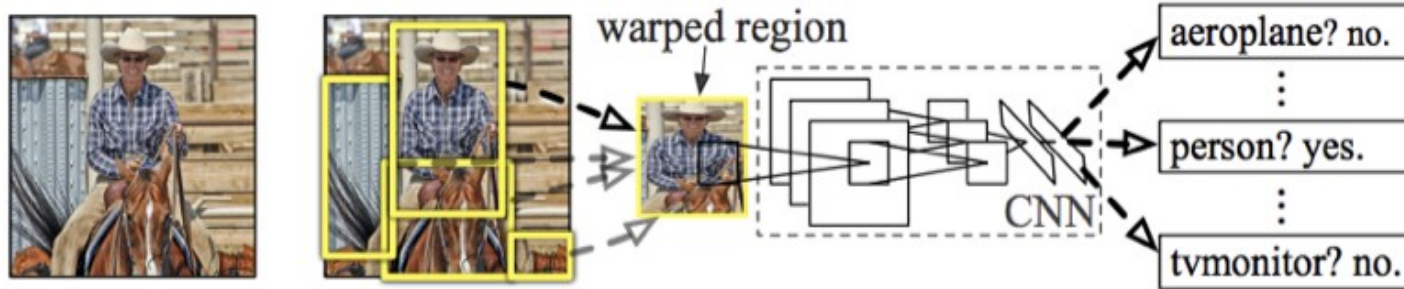 warped region
aeroplane? no.
person? yes.
CNN
tvmonitor? no.